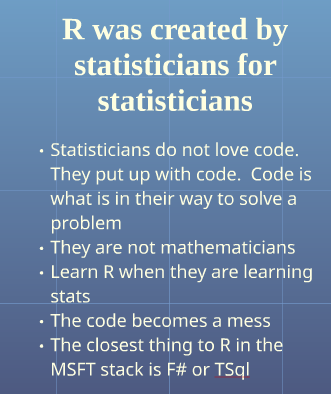 R was created by
statisticians for
statisticians
• Statisticians do not love code.
They put up with code.  Code is
what is in their way to solve a
problem
• They are not mathematicians
• Learn R when they are learning
stats
• The code becomes a mess
• The closest thing to R in the
MSFT stack is F# or TSql